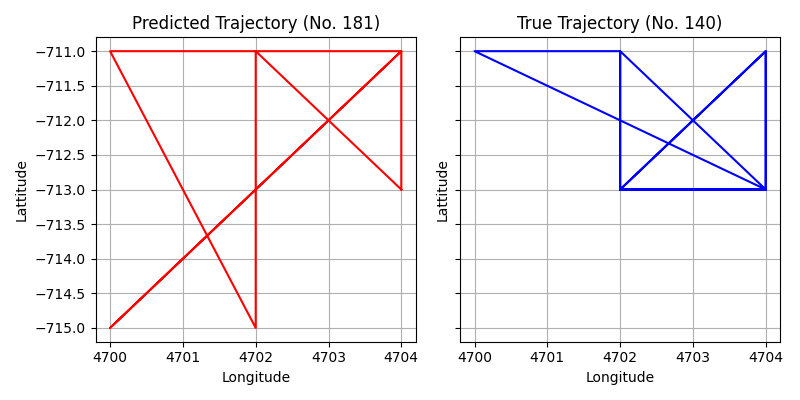 Predicted Trajectory (No. 181)
True Trajectory (No. 140)
Lattitude
−711.0
−711.5
−712.0
−712.5
−713.0
−713.5
−714.0
−714.5
−715.0
4700 4701 4702 4703 4704
Longitude
Lattitude
4700 4701 4702 4703 4704
Longitude